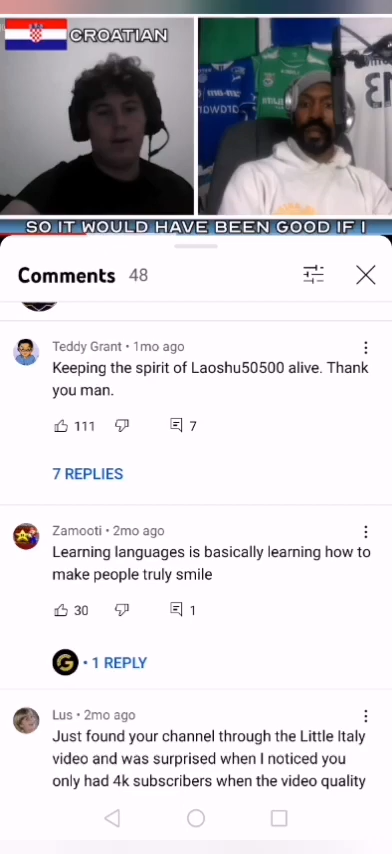 CROATIAN
SO IT WOULD HAVE BEEN GOOD IF I
Comments 48
Teddy Grant • 1mo ago
Keeping the spirit of Laoshu50500 alive. Thank
you man.
111 7
7 REPLIES
Zamooti • 2mo ago
Learning languages is basically learning how to
make people truly smile
30 1
G • 1 REPLY
Lus • 2mo ago
Just found your channel through the Little Italy
video and was surprised when I noticed you
only had 4k subscribers when the video quality